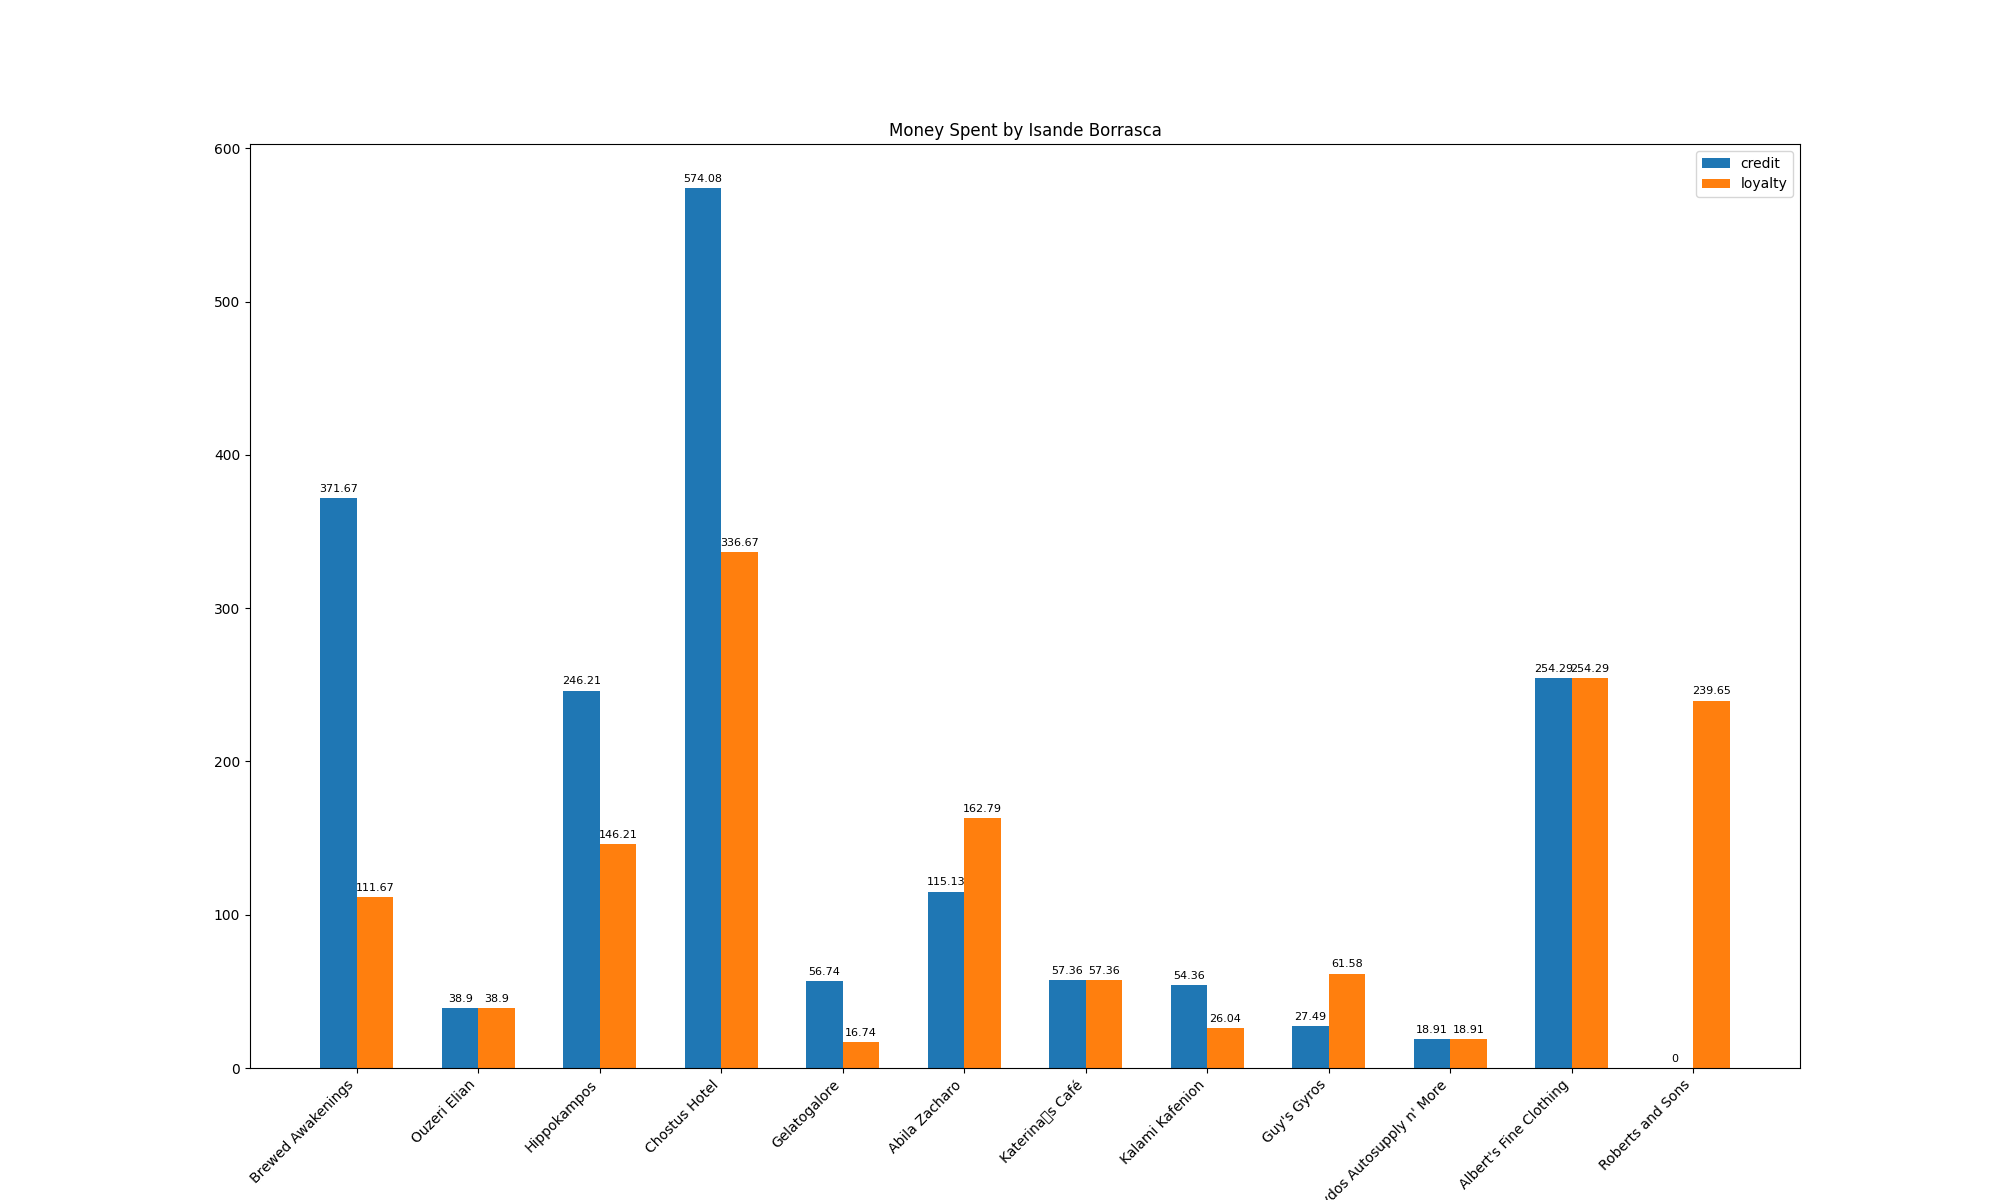 Money Spent by Isande Borrasca
credit
loyalty
600
500
400
300
200
100
0
371.67
111.67
38.9
38.9
246.21
146.21
574.08
336.67
56.74
16.74
115.13
162.79
57.36
57.36
54.36
26.04
27.49
61.58
18.91
18.91
254.29
254.29
0
239.65
Brewed Awakenings
Ouzeri Elian
Hippokampos
Chostus Hotel
Gelatogalore
Abila Zacharo
Katerina▯s Café
Kalami Kafenion
Guy's Gyros
Autosupply n' More
Albert's Fine Clothing
Roberts and Sons